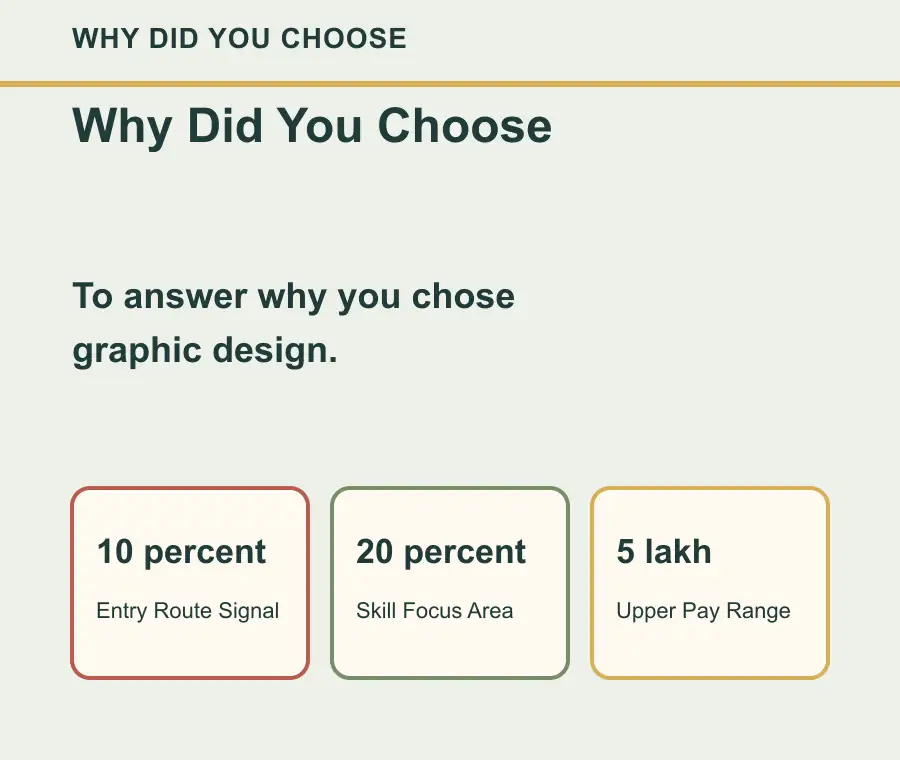 WHY DID YOU CHOOSE
Why Did You Choose
To answer why you chose
graphic design.
10 percent
Entry Route Signal
20 percent
Skill Focus Area
5 lakh
Upper Pay Range